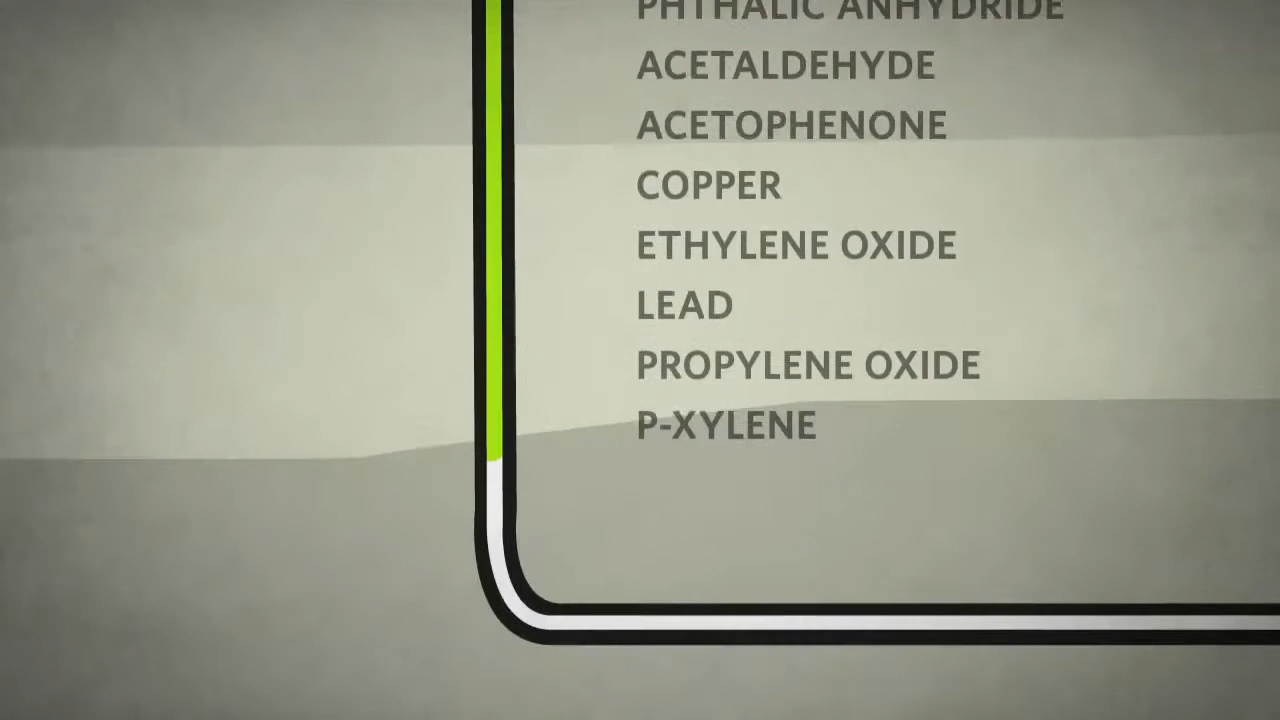 PHTHALIC ANHYDRIDE
ACETALDEHYDE
ACETOPHENONE
COPPER
ETHYLENE OXIDE
LEAD
PROPYLENE OXIDE
P-XYLENE